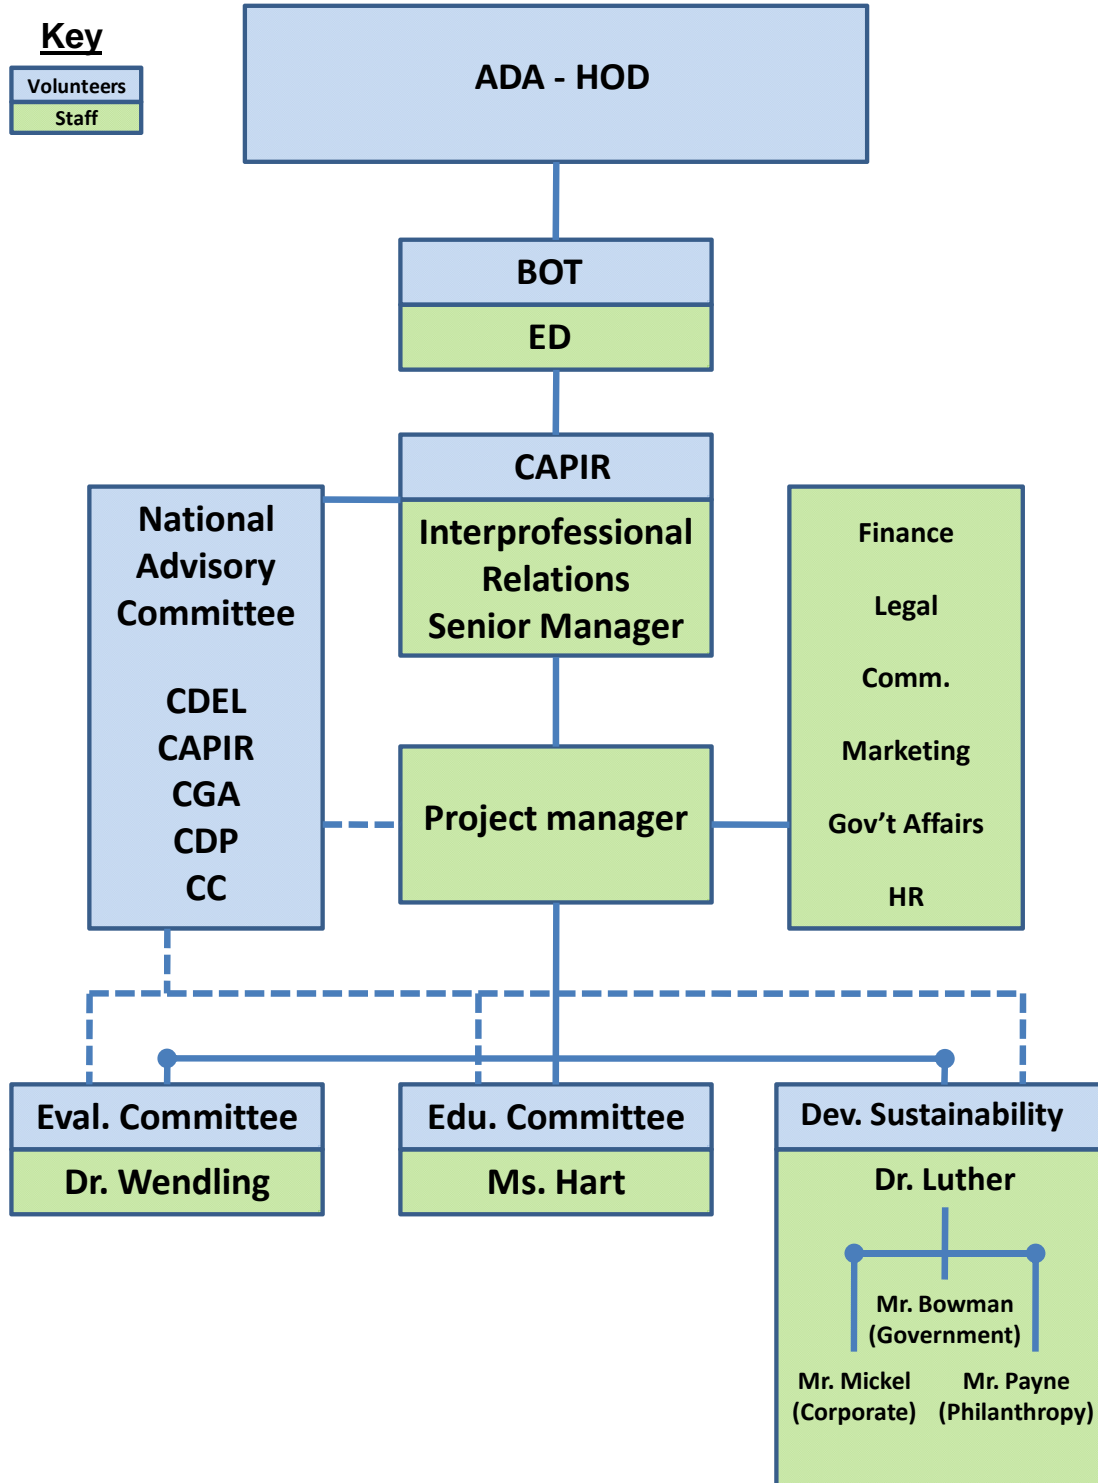 Key
Volunteers
Staff
ADA - HOD
BOT
ED
CAPIR
Interprofessional
Relations
Senior Manager
National
Advisory
Committee
CDEL
CAPIR
CGA
CDP
CC
Project manager
Finance
Legal
Comm.
Marketing
Gov’t Affairs
HR
Eval. Committee
Dr. Wendling
Edu. Committee
Ms. Hart
Dev. Sustainability
Dr. Luther
Mr. Bowman
(Government)
Mr. Mickel
(Corporate)
Mr. Payne
(Philanthropy)